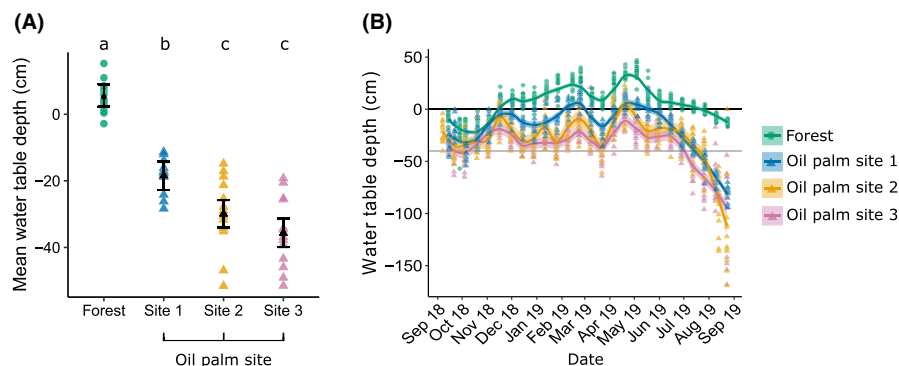 (A)
a b c c
Mean water table depth (cm)
0
−20
−40
Forest Site 1 Site 2 Site 3
Oil palm site
(B)
Water table depth (cm)
50
0
−50
−100
−150
Sep 18 Oct 18 Nov 18 Dec 18 Jan 19 Feb 19 Mar 19 Apr 19 May 19 Jun 19 Jul 19 Aug 19 Sep 19
Date
Forest
Oil palm site 1
Oil palm site 2
Oil palm site 3